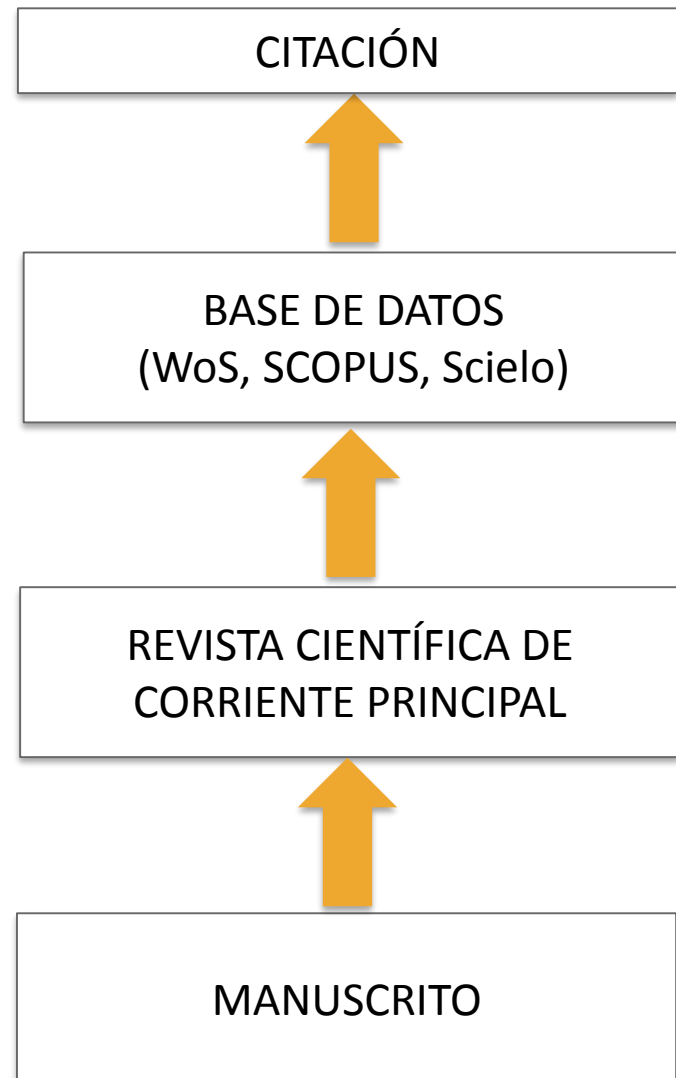 CITACIÓN
BASE DE DATOS
(WoS, SCOPUS, Scielo)
REVISTA CIENTÍFICA DE
CORRIENTE PRINCIPAL
MANUSCRITO